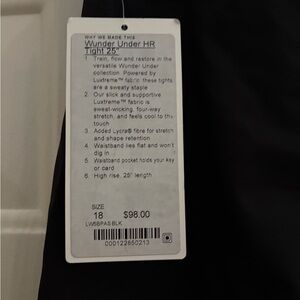 WHY WE MADE THIS
Wunder Under HR
Tight 25"
1 Train, flow and restore in the
versatile Wunder Under
collection. Powered by
Luxtreme™ fabric these tights
are a sweaty staple
2 Our slick and supportive
Luxtreme™ fabric is
sweat-wicking, four-way
stretch, and feels cool to the
touch
3 Added Lycra® fibre for stretch
and shape retention
4 Waistband lies flat and won't
dig in
5 Waistband pocket holds your key
or card
6 High rise, 25" length
SIZE
18 $98.00
LW5BPAS BLK
000122850213